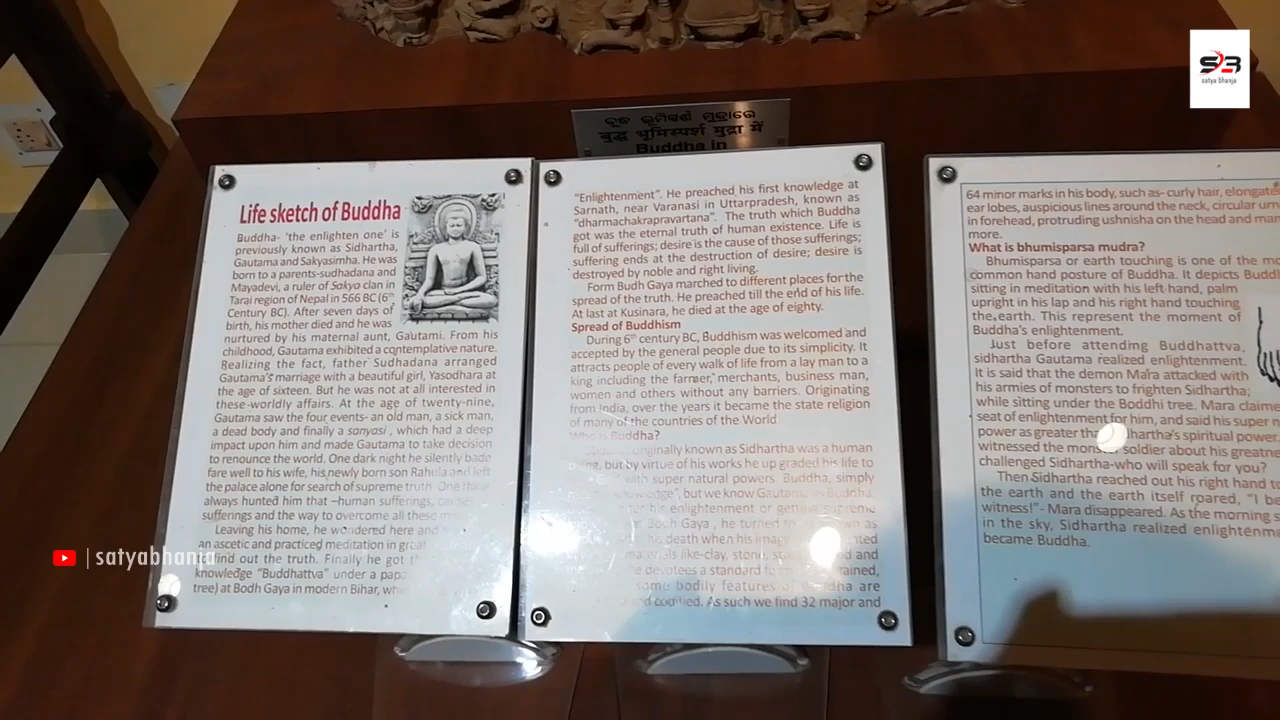 satya bhanja
ବୁଦ୍ଧ ଭୂମିସ୍ପର୍ଶ ମୁଦ୍ରାରେ
बुद्ध भूमिस्पर्श मुद्रा में
Buddha in
Life sketch of Buddha
Buddha- 'the enlighten one' is
previously known as Sidhartha,
Gautama and Sakyasimha. He was
born to a parents-sudhadana and
Mayadevi, a ruler of Sakya clan in
Tarai region of Nepal in 566 BC (6th
Century BC). After seven days of
birth, his mother died and he was
nurtured by his maternal aunt, Gautami. From his
childhood, Gautama exhibited a contemplative nature.
Realizing the fact, father Sudhadana arranged
Gautama's marriage with a beautiful girl, Yasodhara at
the age of sixteen. But he was not at all interested in
these-worldly affairs. At the age of twenty-nine,
Gautama saw the four events- an old man, a sick man,
a dead body and finally a sanyasi , which had a deep
impact upon him and made Gautama to take decision
to renounce the world. One dark night he silently bade
fare well to his wife, his newly born son Rahula and left
the palace alone for search of supreme truth. One thing
always hunted him that –human sufferings, causes
sufferings and the way to overcome all these
Leaving his home, he wondered here and
an ascetic and practiced meditation in great
find out the truth. Finally he got
knowledge "Buddhattva" under a
tree) at Bodh Gaya in modern Bihar,
"Enlightenment". He preached his first knowledge at
Sarnath, near Varanasi in Uttarpradesh, known as
"dharmachakrapravartana". The truth which Buddha
got was the eternal truth of human existence. Life is
full of sufferings; desire is the cause of those sufferings;
suffering ends at the destruction of desire; desire is
destroyed by noble and right living.
Form Budh Gaya marched to different places for the
spread of the truth. He preached till the end of his life.
At last at Kusinara, he died at the age of eighty.
Spread of Buddhism
During 6th century BC, Buddhism was welcomed and
accepted by the general people due to its simplicity. It
attracts people of every walk of life from a lay man to a
king including the farmer, merchants, business man,
women and others without any barriers. Originating
from India, over the years it became the state religion
of many of the countries of the World.
Who is Buddha?
originally known as Sidhartha was a human
being, but by virtue of his works he up graded his life to
God with super natural powers. Buddha, simply
knowledge", but we know Gautama as Buddha,
his enlightenment or getting supreme
Bodh Gaya , he turned as
his death when his image
materials like-clay, stone, and
devotees a standard to
some bodily features of Buddha are
and codified. As such we find 32 major and
64 minor marks in his body, such as- curly hair,
ear lobes, auspicious lines around the neck, circular
in forehead, protruding ushnisha on the head and
more.
What is bhumisparsa mudra?
Bhumisparsa or earth touching is one of the
common hand posture of Buddha. It depicts
sitting in meditation with his left hand, palm
upright in his lap and his right hand touching
the earth. This represent the moment of
Buddha's enlightenment.
Just before attending Buddhattva,
sidhartha Gautama realized enlightenment.
It is said that the demon Mara attacked with
his armies of monsters to frighten Sidhartha;
while sitting under the Boddhi tree. Mara
seat of enlightenment for him, and said his super
power as greater than spiritual power.
witnessed the monster soldier about his
challenged Sidhartha-who will speak for you?
Then Sidhartha reached out his right hand to
the earth and the earth itself roared, "I
witness!"- Mara disappeared. As the morning
in the sky, Sidhartha realized
became Buddha.
| satyabhanja